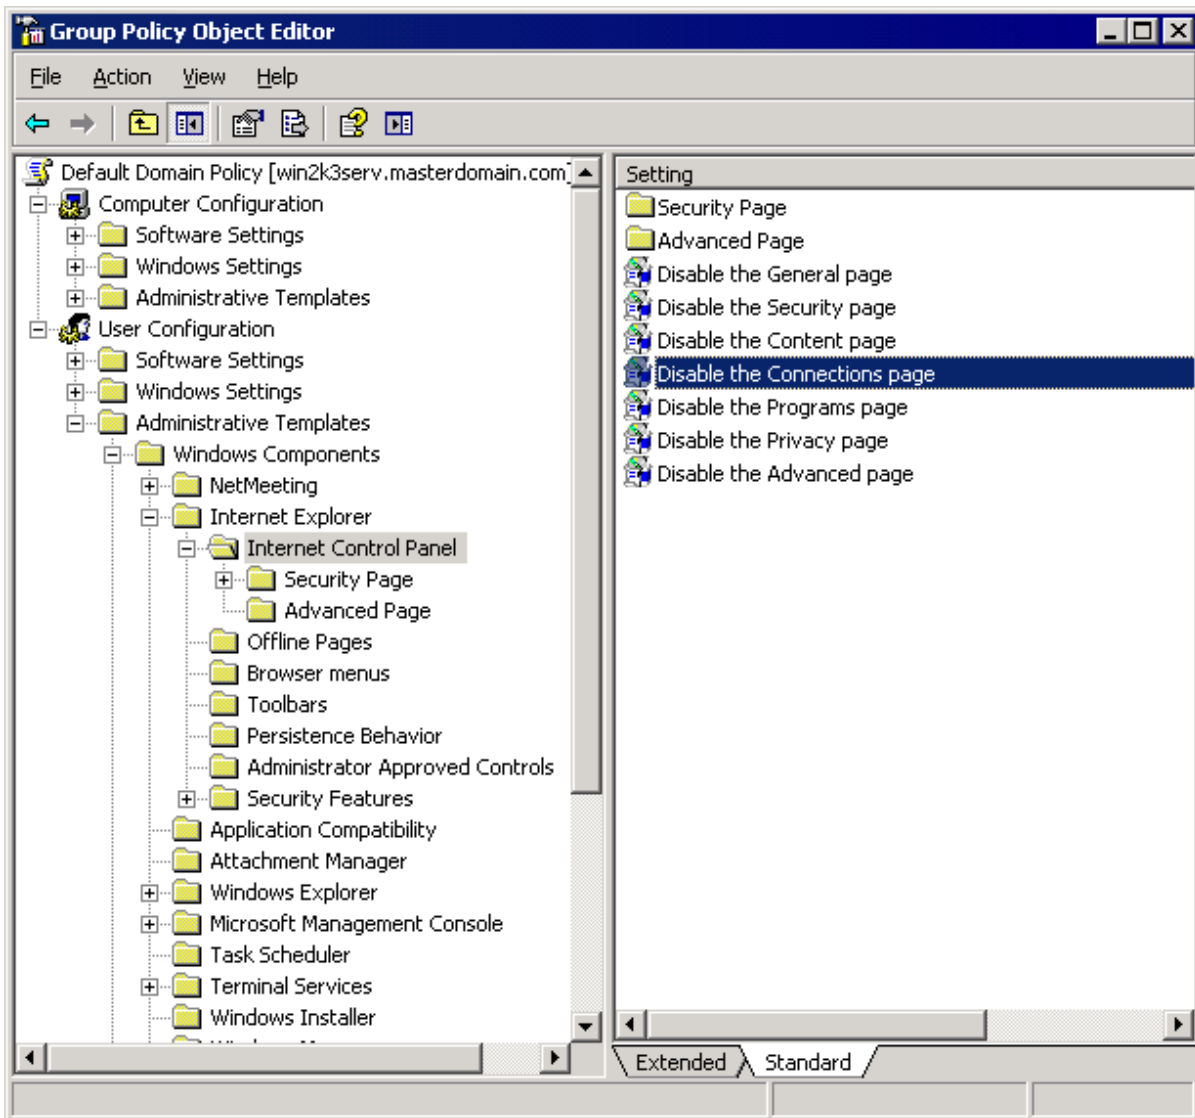 Group Policy Object Editor
File Action View Help
Default Domain Policy [win2k3serv.masterdomain.com]
Computer Configuration
Software Settings
Windows Settings
Administrative Templates
User Configuration
Software Settings
Windows Settings
Administrative Templates
Windows Components
NetMeeting
Internet Explorer
Internet Control Panel
Security Page
Advanced Page
Offline Pages
Browser menus
Toolbars
Persistence Behavior
Administrator Approved Controls
Security Features
Application Compatibility
Attachment Manager
Windows Explorer
Microsoft Management Console
Task Scheduler
Terminal Services
Windows Installer
Setting
Security Page
Advanced Page
Disable the General page
Disable the Security page
Disable the Content page
Disable the Connections page
Disable the Programs page
Disable the Privacy page
Disable the Advanced page
Extended Standard